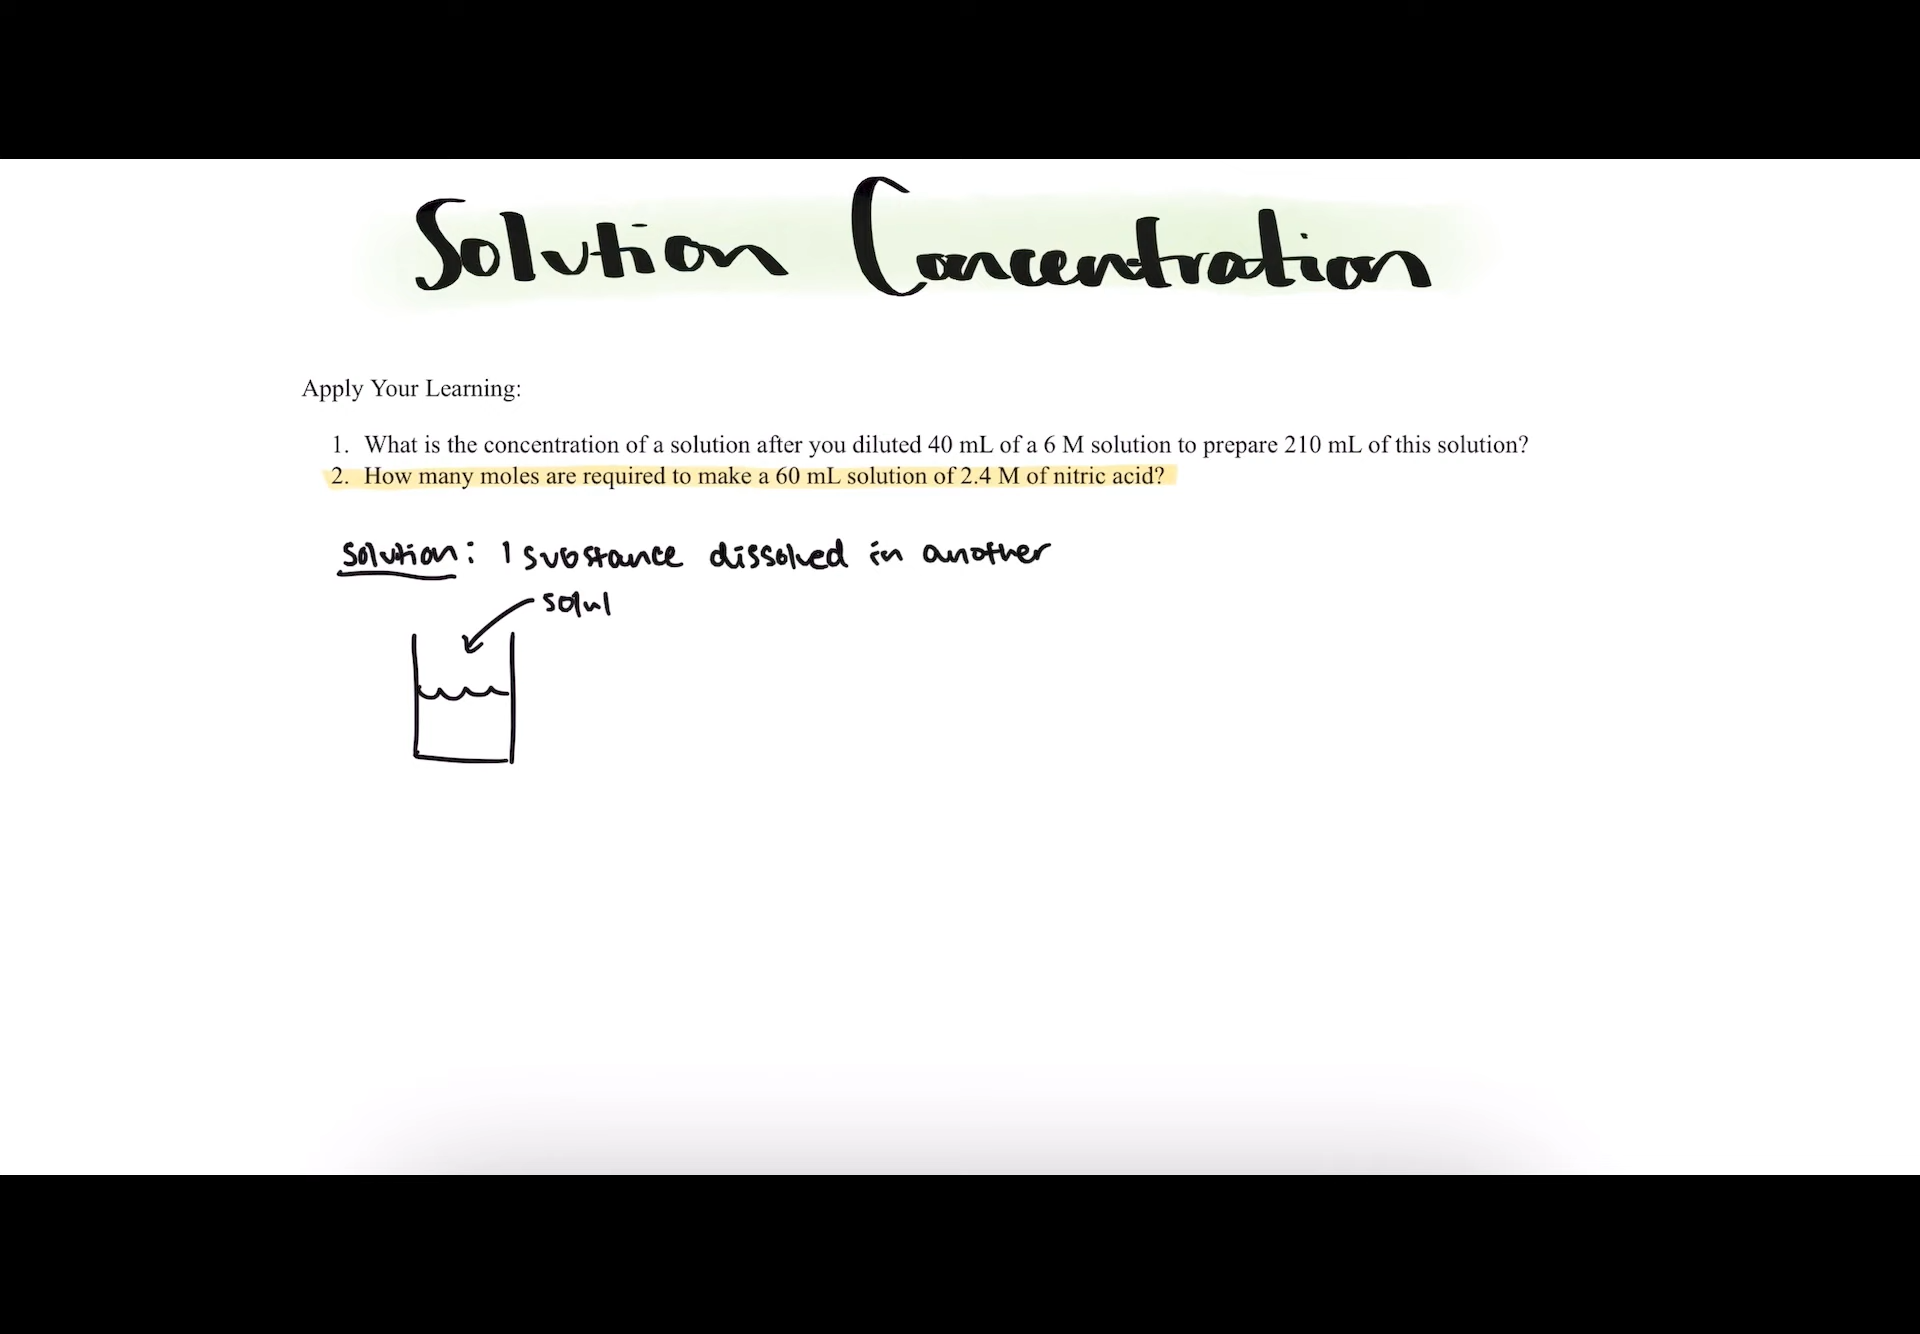 Solution Concentration
Apply Your Learning:
1. What is the concentration of a solution after you diluted 40 mL of a 6 M solution to prepare 210 mL of this solution?
2. How many moles are required to make a 60 mL solution of 2.4 M of nitric acid?
Solution: 1 substance dissolved in another
solul